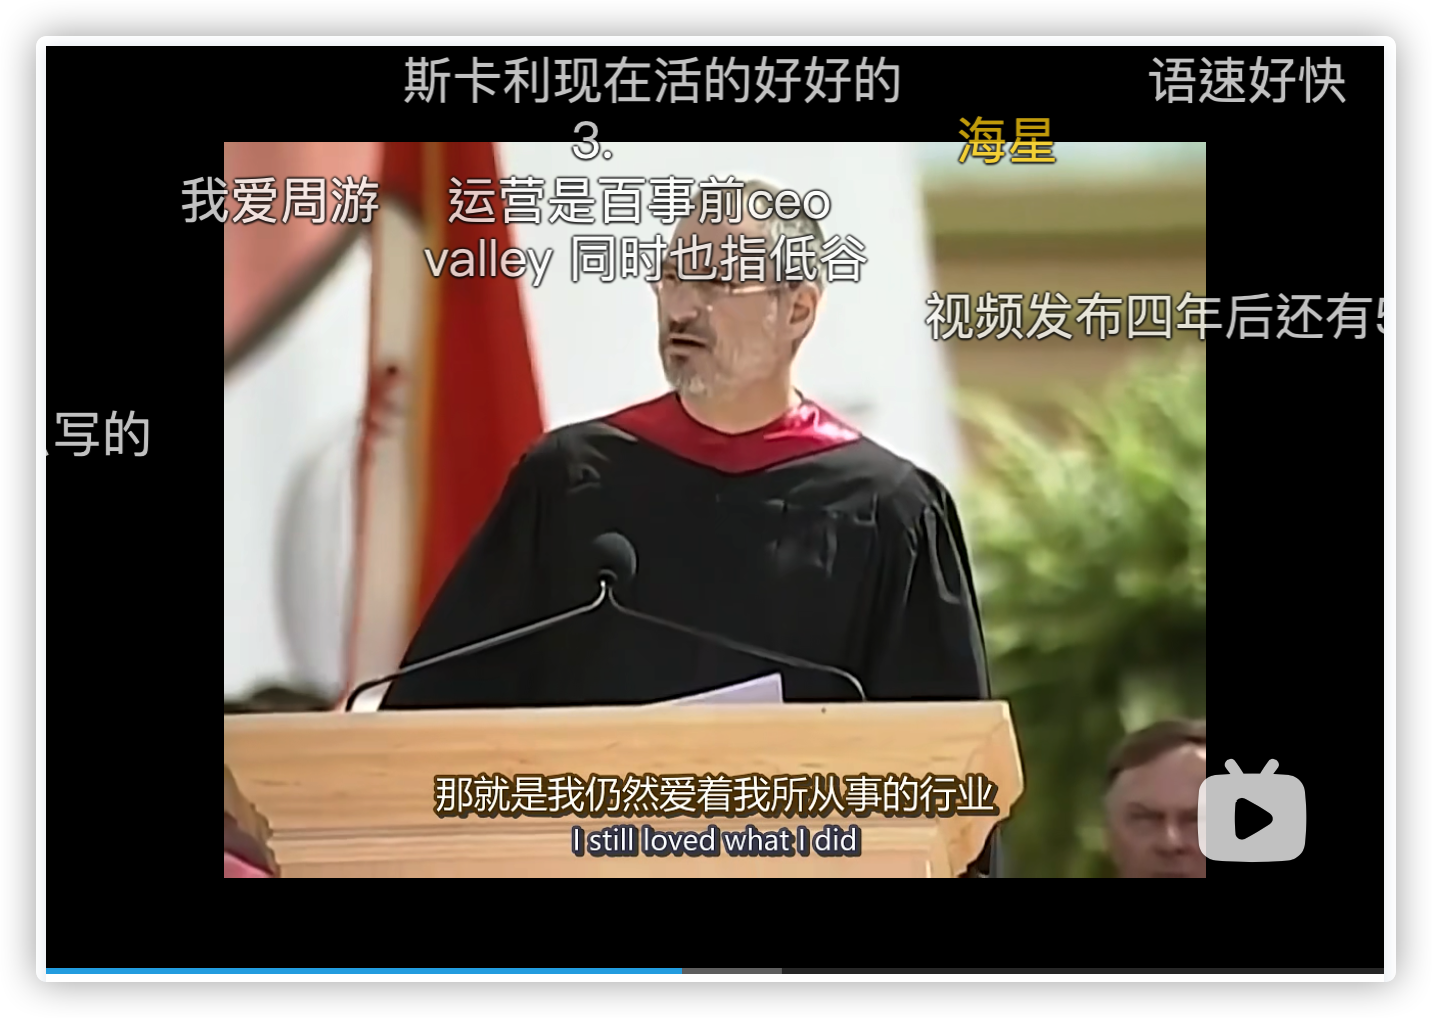 斯卡利现在活的好好的
语速好快
3.
海星
我爱周游
运营是百事前ceo
valley 同时也指低谷
视频发布四年后还有
写的
那就是我仍然爱着我所从事的行业
I still loved what I did